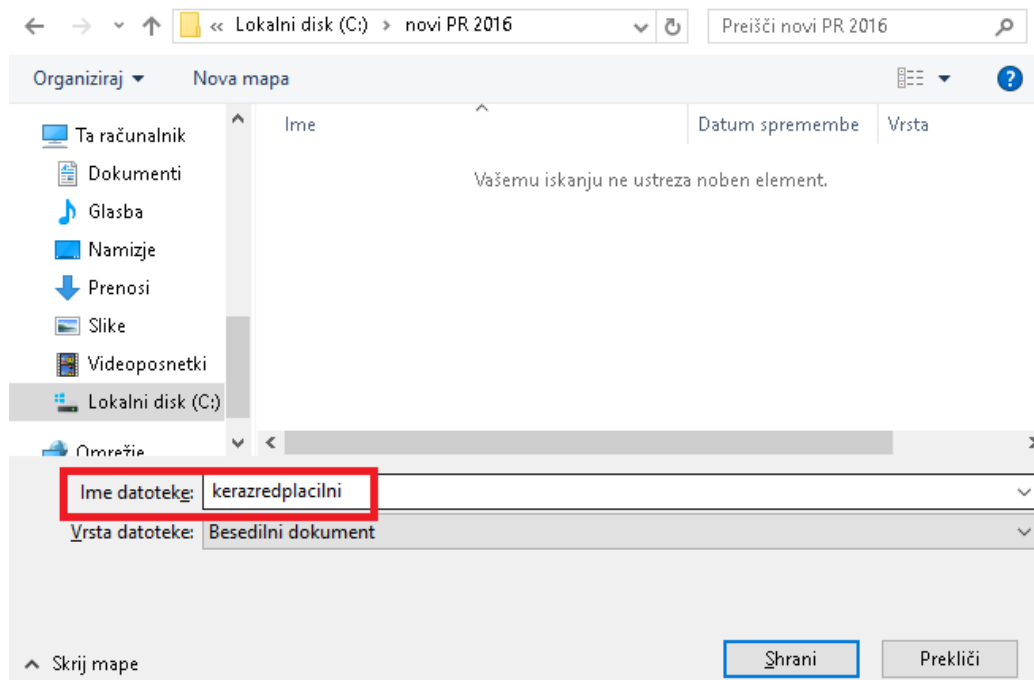 « Lokalni disk (C:) > novi PR 2016
Preišči novi PR 2016
Organiziraj
Nova mapa
Ta računalnik
Dokumenti
Glasba
Namizje
Prenosi
Slike
Videoposnetki
Lokalni disk (C:)
Omrežje
Ime
Datum spremembe
Vrsta
Vašemu iskanju ne ustreza noben element.
Ime datoteke: kerazredplacilni
Vrsta datoteke: Besedilni dokument
Skrij mape
Shrani
Prekliči